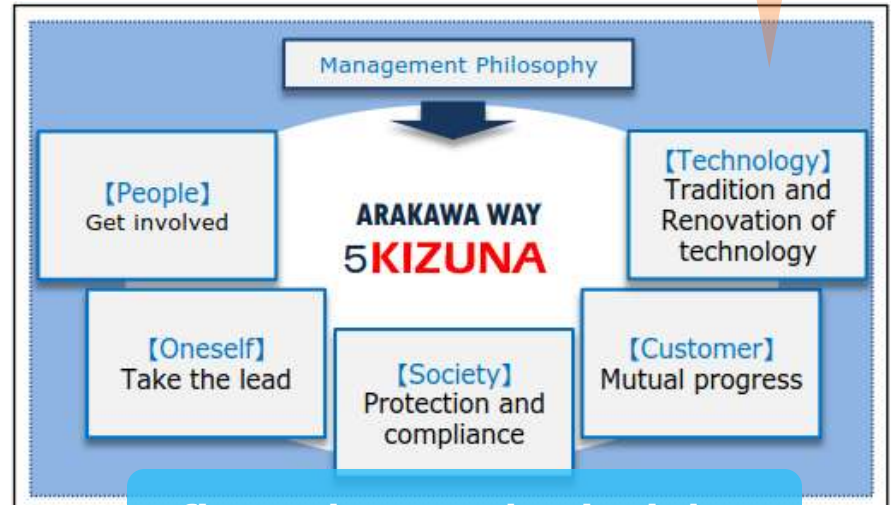 Management Philosophy
【People】
Get involved
ARAKAWA WAY
5KIZUNA
【Technology】
Tradition and
Renovation of
technology
【Oneself】
Take the lead
【Society】
Protection and
compliance
【Customer】
Mutual progress